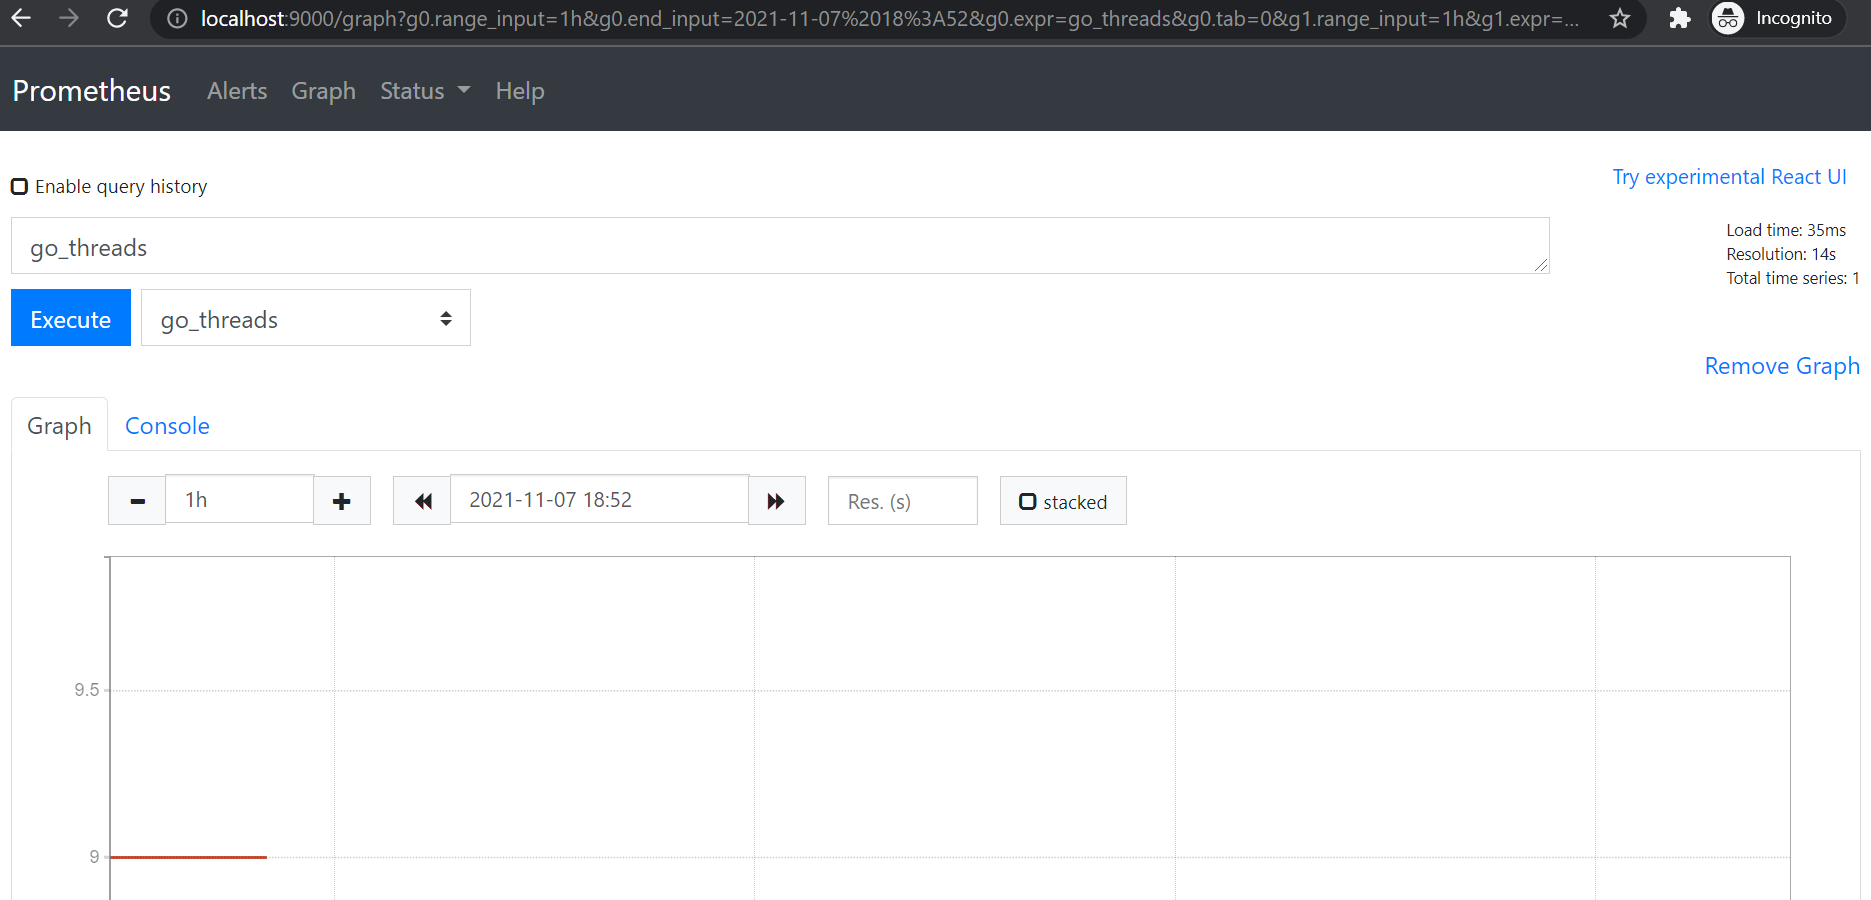 localhost:9000/graph?g0.range_input=1h&g0.end_input=2021-11-07%2018%3A52&g0.expr=go_threads&g0.tab=0&g1.range_input=1h&g1.expr=...
Incognito
Prometheus Alerts Graph Status Help
Enable query history
Try experimental React UI
go_threads
Load time: 35ms
Resolution: 14s
Total time series: 1
Execute go_threads
Remove Graph
Graph Console
1h 2021-11-07 18:52 Res. (s) stacked
9.5
9